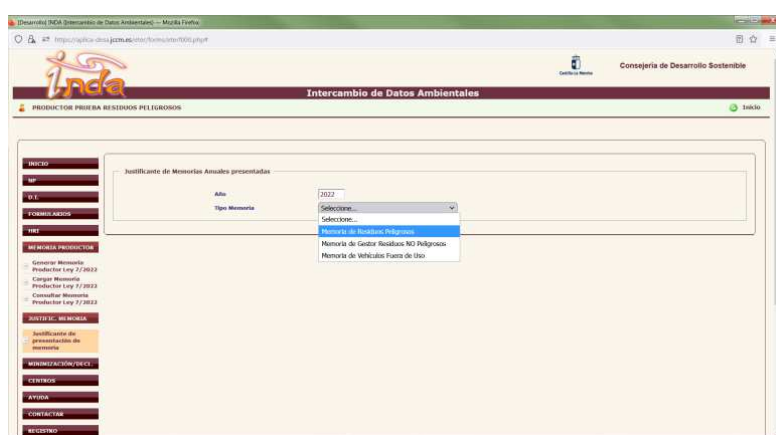 [Desarrollo] INDA (Intercambio de Datos Ambientales) — Mozilla Firefox
Inda
Castilla-La Mancha
Consejería de Desarrollo Sostenible
Intercambio de Datos Ambientales
PRODUCTOR PRUEBA RESIDUOS PELIGROSOS
Inicio
INICIO
NP
D.I.
FORMULARIOS
HRI
MEMORIA PRODUCTOR
Generar Memoria
Productor Ley 7/2022
Cargar Memoria
Productor Ley 7/2022
Consultar Memoria
Productor Ley 7/2022
JUSTIFIC. MEMORIA
Justificante de
presentación de
memoria
MINIMIZACIÓN/DECL.
CENTROS
AYUDA
CONTACTAR
REGISTRO
Justificante de Memorias Anuales presentadas
Año
2022
Tipo Memoria
Seleccione...
Seleccione...
Memoria de Residuos Peligrosos
Memoria de Gestor Residuos NO Peligrosos
Memoria de Vehículos Fuera de Uso